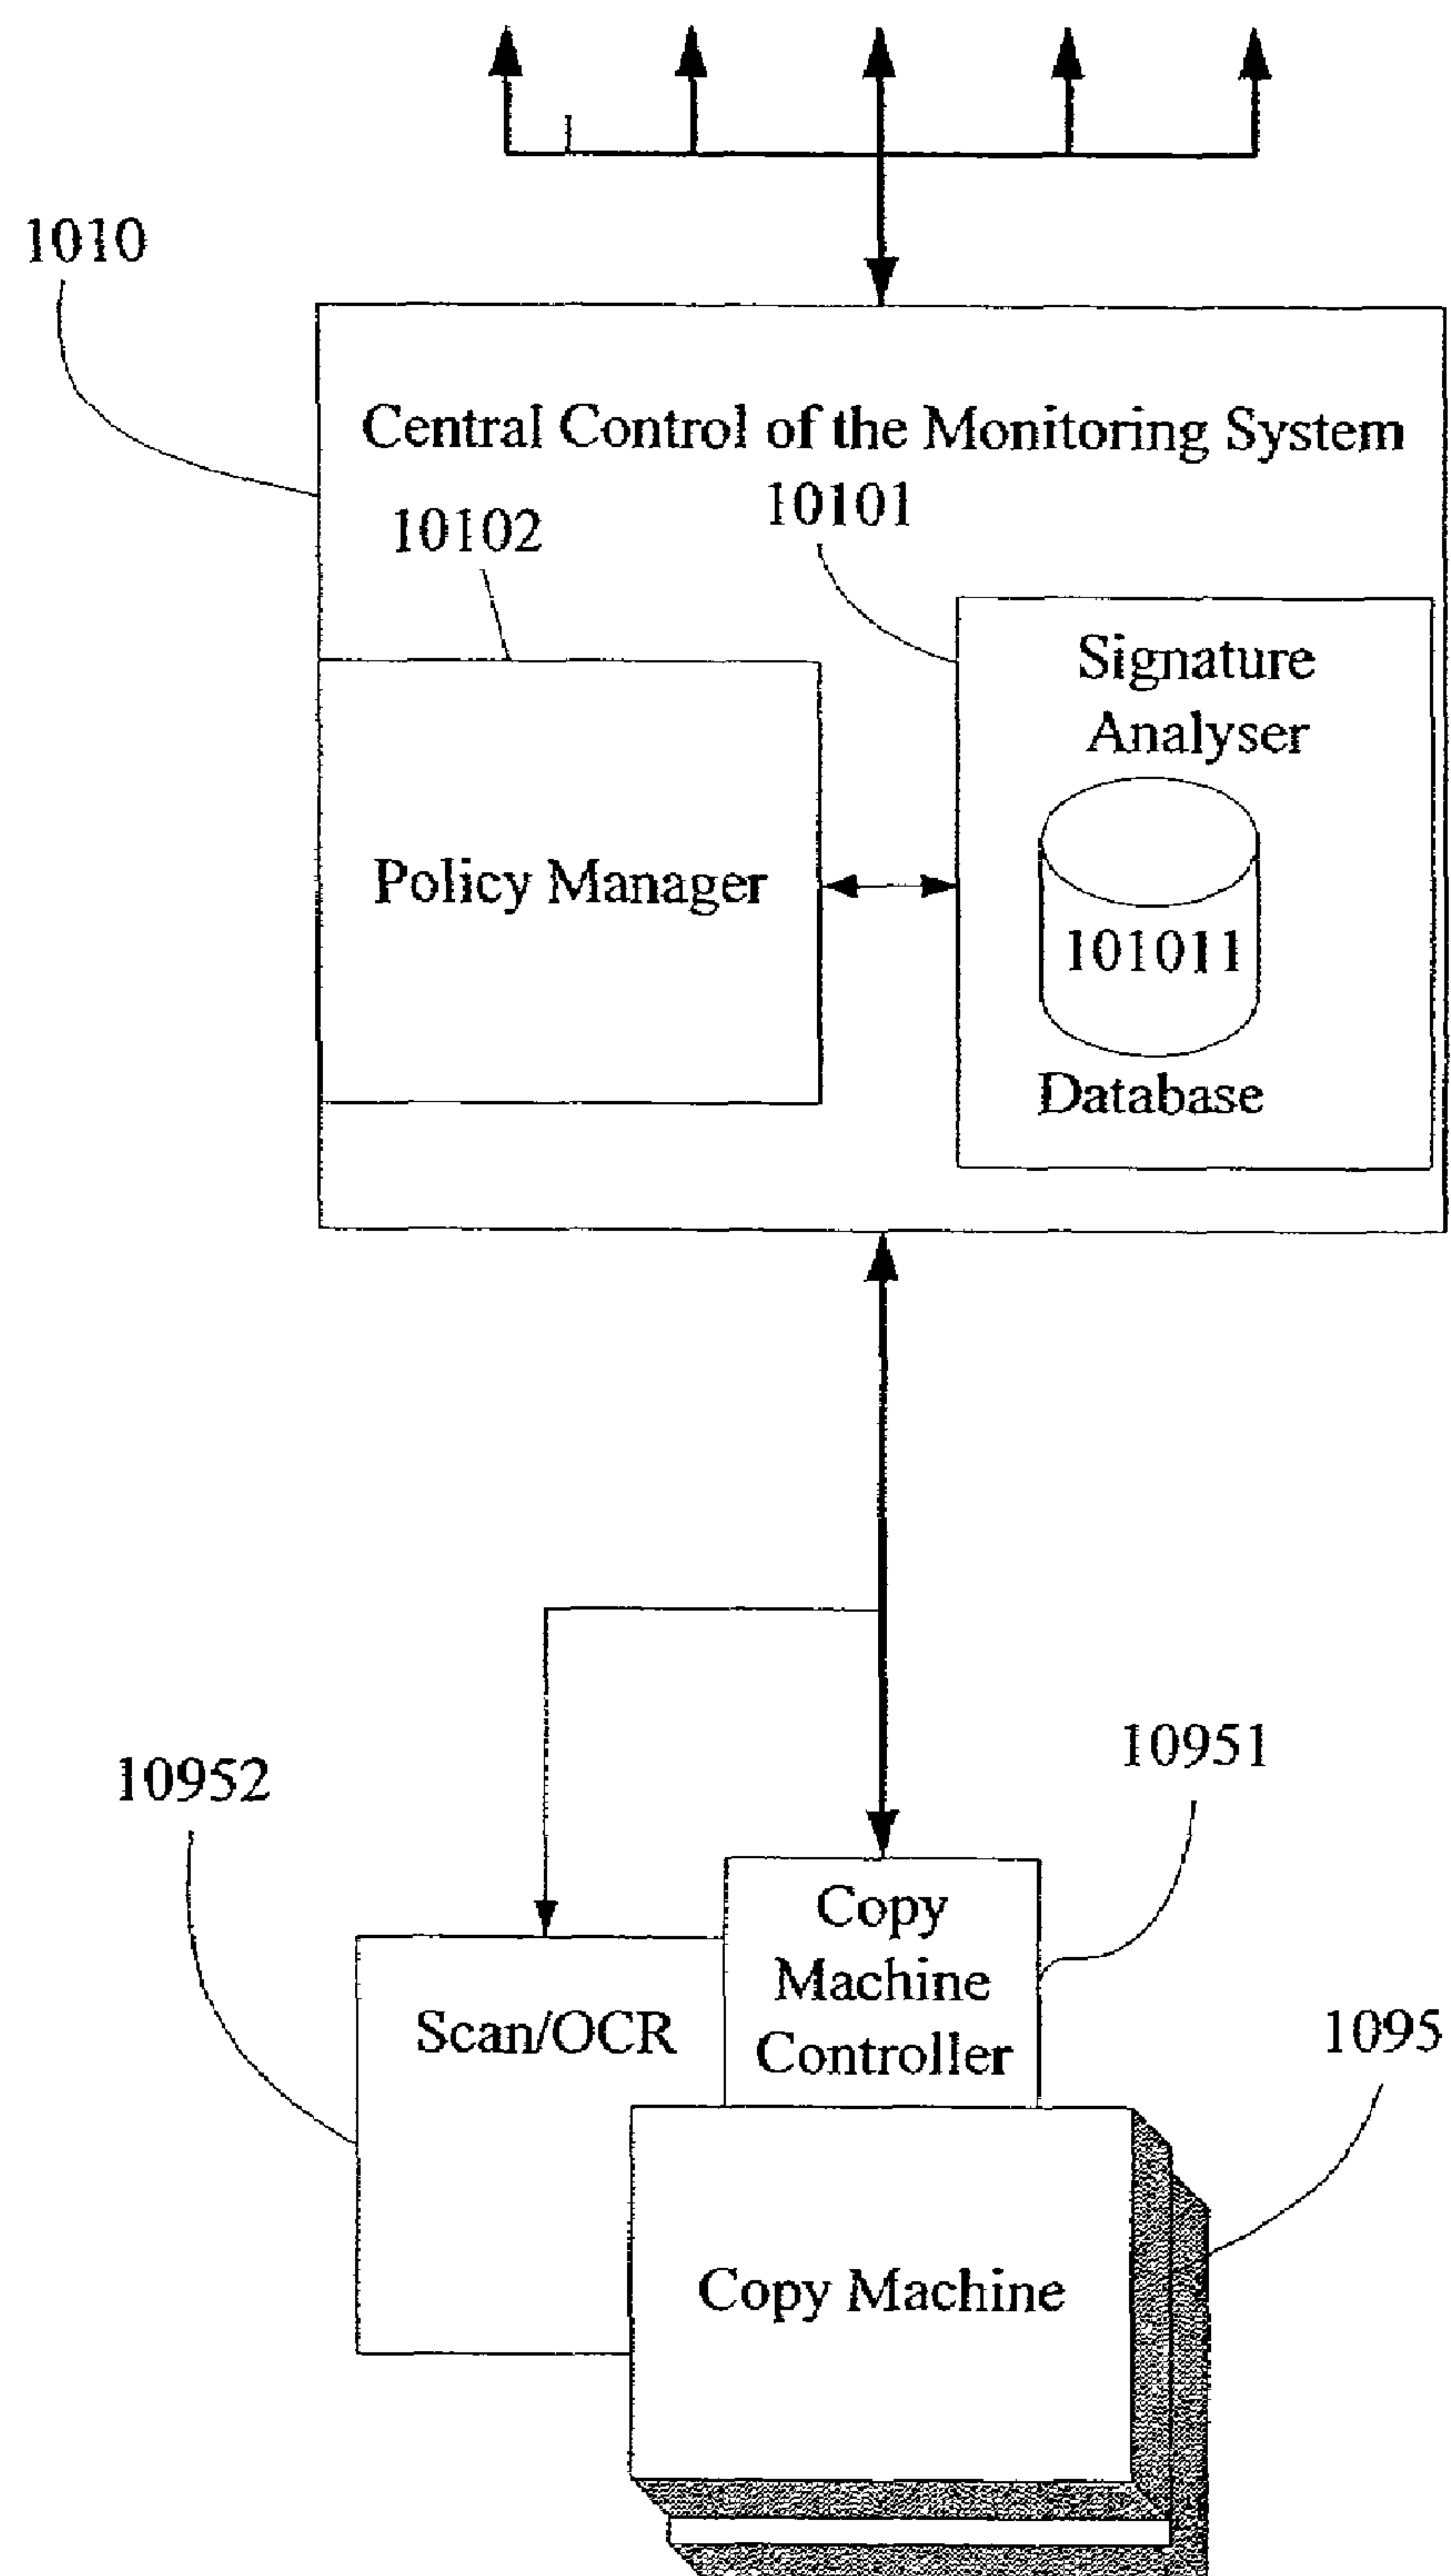 1010
Central Control of the Monitoring System
10102
10101
Signature
Analyser
Policy Manager
101011
Database
10952
10951
Copy
Machine
Controller
Scan/OCR
1095
Copy Machine